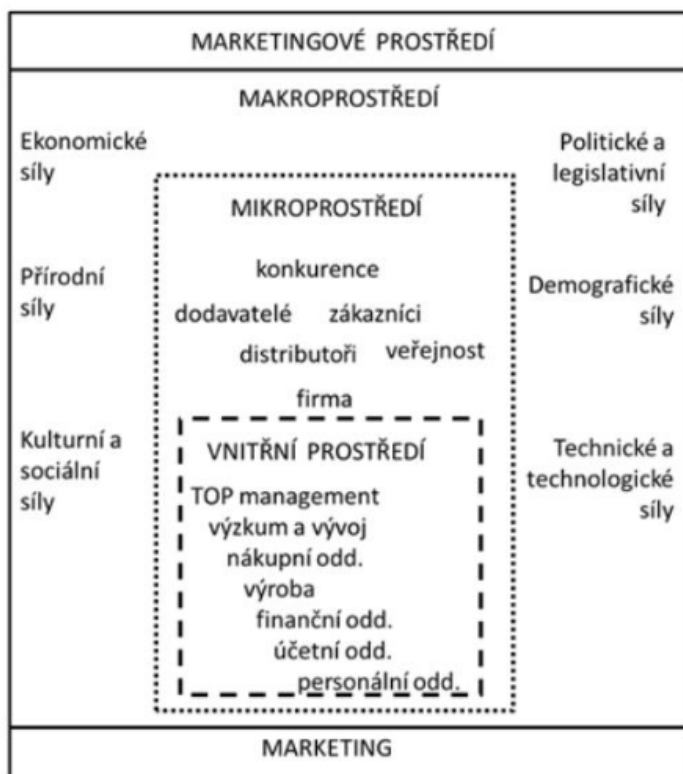 MARKETINGOVÉ PROSTŘEDÍ
MAKROPROSTŘEDÍ
Ekonomické
síly
Politické a
legislativní
síly
MIKROPROSTŘEDÍ
konkurence
Přírodní
síly
Demografické
síly
dodavatelé zákazníci
distributoři veřejnost
firma
Kulturní a
sociální
síly
Technické a
technologické
síly
VNITŘNÍ PROSTŘEDÍ
TOP management
výzkum a vývoj
nákupní odd.
výroba
finanční odd.
účetní odd.
personální odd.
MARKETING